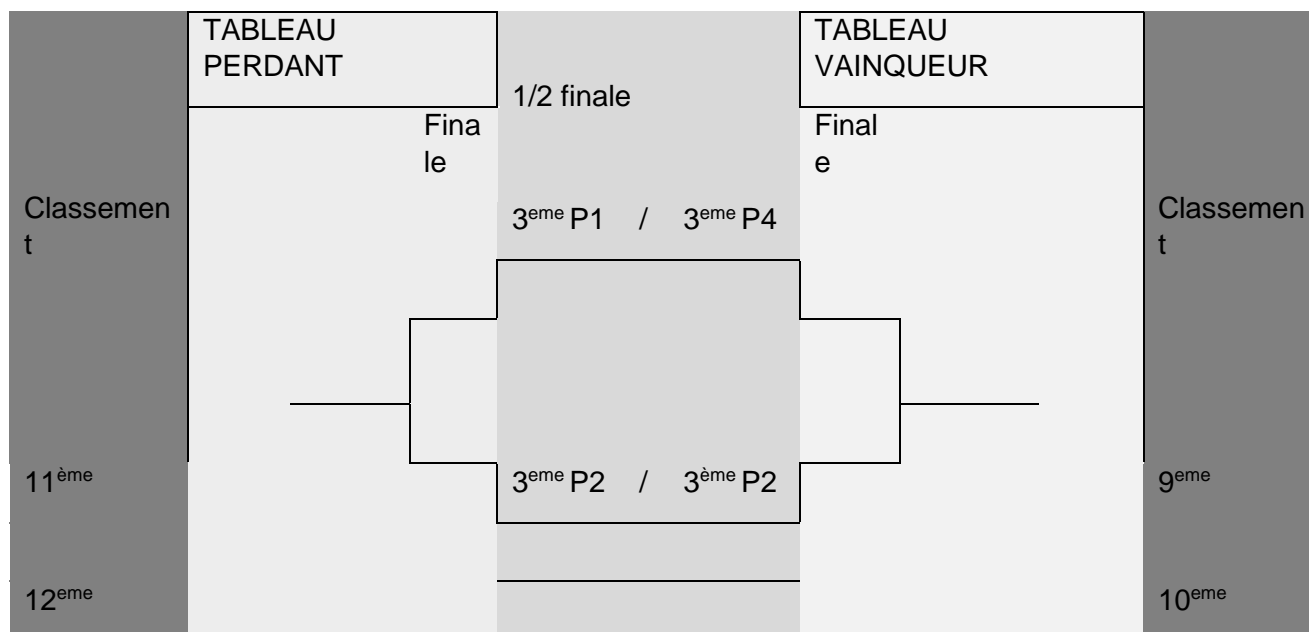 TABLEAU
PERDANT
1/2 finale
TABLEAU
VAINQUEUR
Fina
le
Final
e
Classemen
t
3eme P1 / 3eme P4
Classemen
t
11ème
3eme P2 / 3ème P2
9eme
12eme
10eme